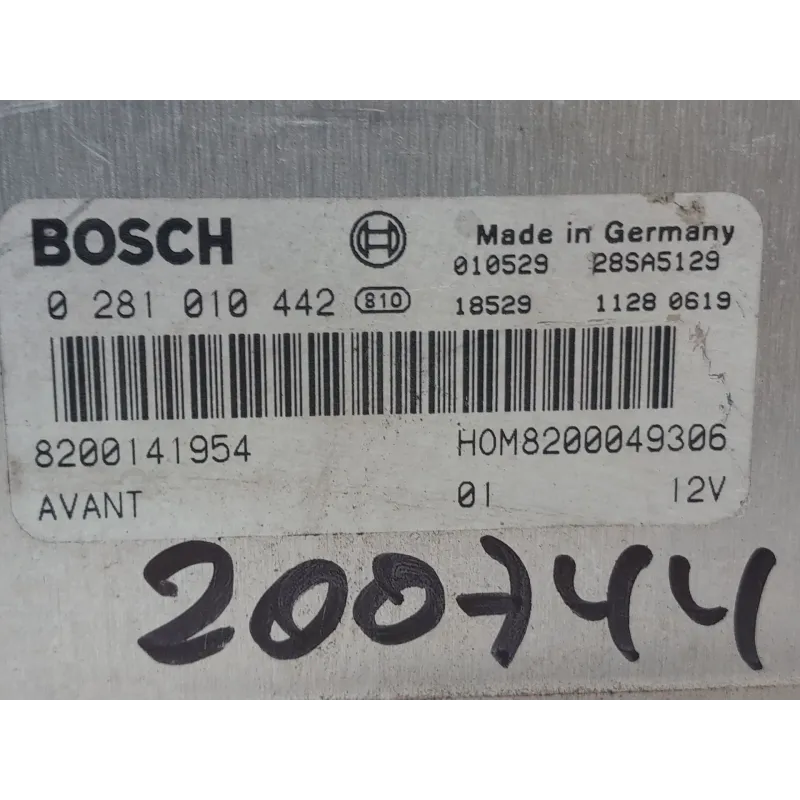 BOSCH
Made in Germany
010529 28SA5129
0 281 010 442 810 18529 1128 0619
8200141954 HOM8200049306
AVANT 01 12V
200744